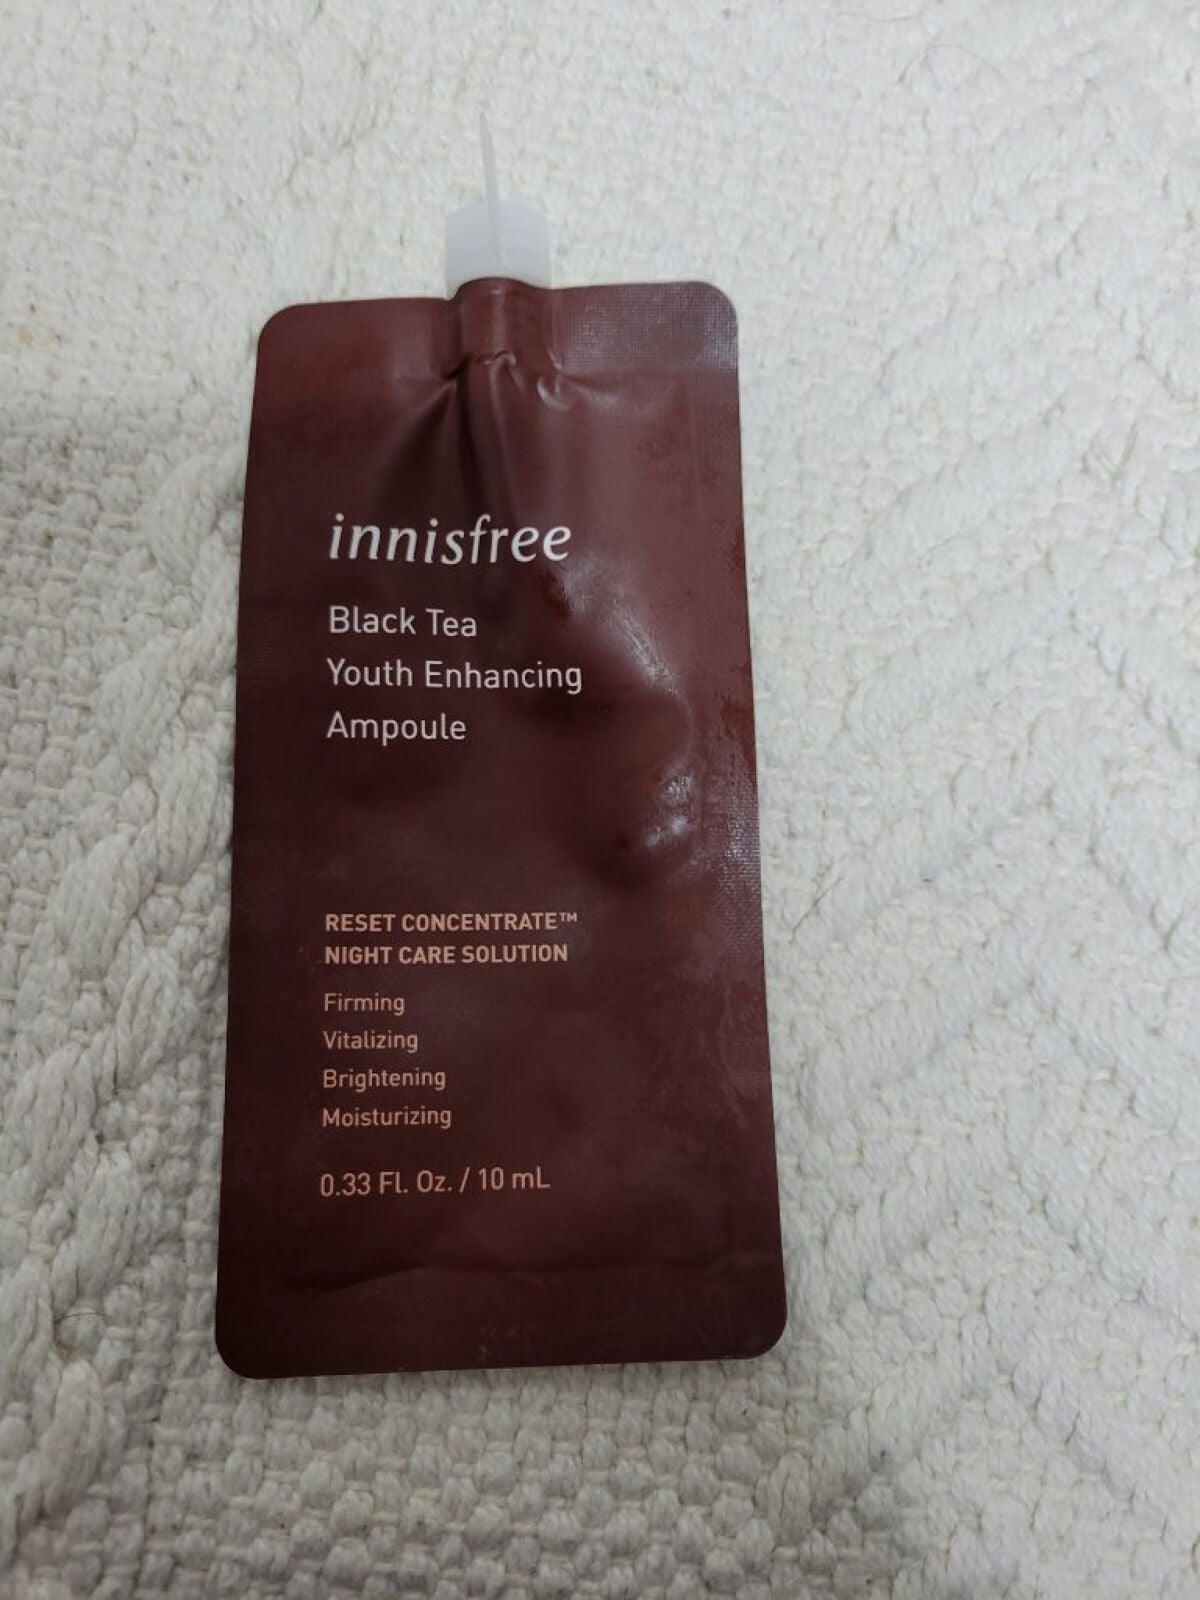 innisfree
Black Tea
Youth Enhancing
Ampoule
RESET CONCENTRATE™
NIGHT CARE SOLUTION
Firming
Vitalizing
Brightening
Moisturizing
0.33 Fl. Oz. / 10 mL